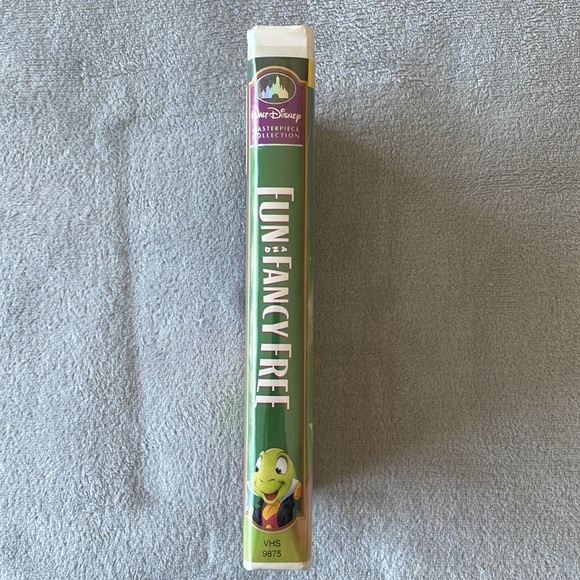 Walt Disney
MASTERPIECE
COLLECTION
FUN AND FANCY FREE
VHS
9875